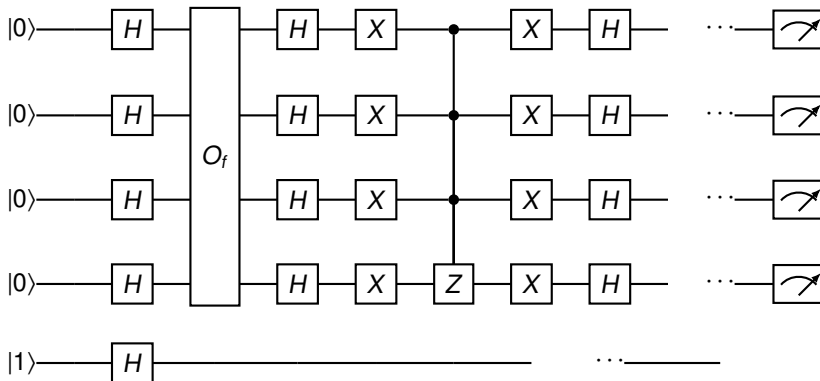 |0⟩ H H X X H ...
|0⟩ H H X X H ...
O_f
|0⟩ H H X X H ...
|0⟩ H H X Z X H ...
|1⟩ H ...